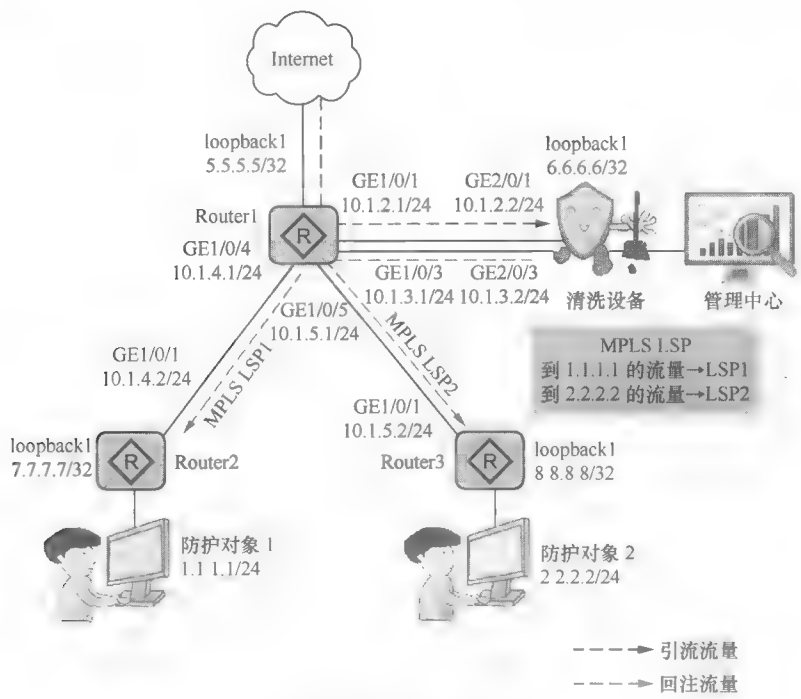 Internet
loopback1
5.5.5.5/32
loopback1
6.6.6.6/32
GE1/0/1
10.1.2.1/24
GE2/0/1
10.1.2.2/24
Router1
R
GE1/0/4
10.1.4.1/24
GE1/0/3
10.1.3.1/24
GE2/0/3
10.1.3.2/24
清洗设备
管理中心
GE1/0/5
10.1.5.1/24
MPLS LSP1
MPLS LSP2
MPLS LSP
到 1.1.1.1 的流量→LSP1
到 2.2.2.2 的流量→LSP2
GE1/0/1
10.1.4.2/24
GE1/0/1
10.1.5.2/24
loopback1
7.7.7.7/32
R
Router2
Router3
R
loopback1
8 8.8 8/32
防护对象 1
1.1 1.1/24
防护对象 2
2 2.2.2/24
引流流量
回注流量